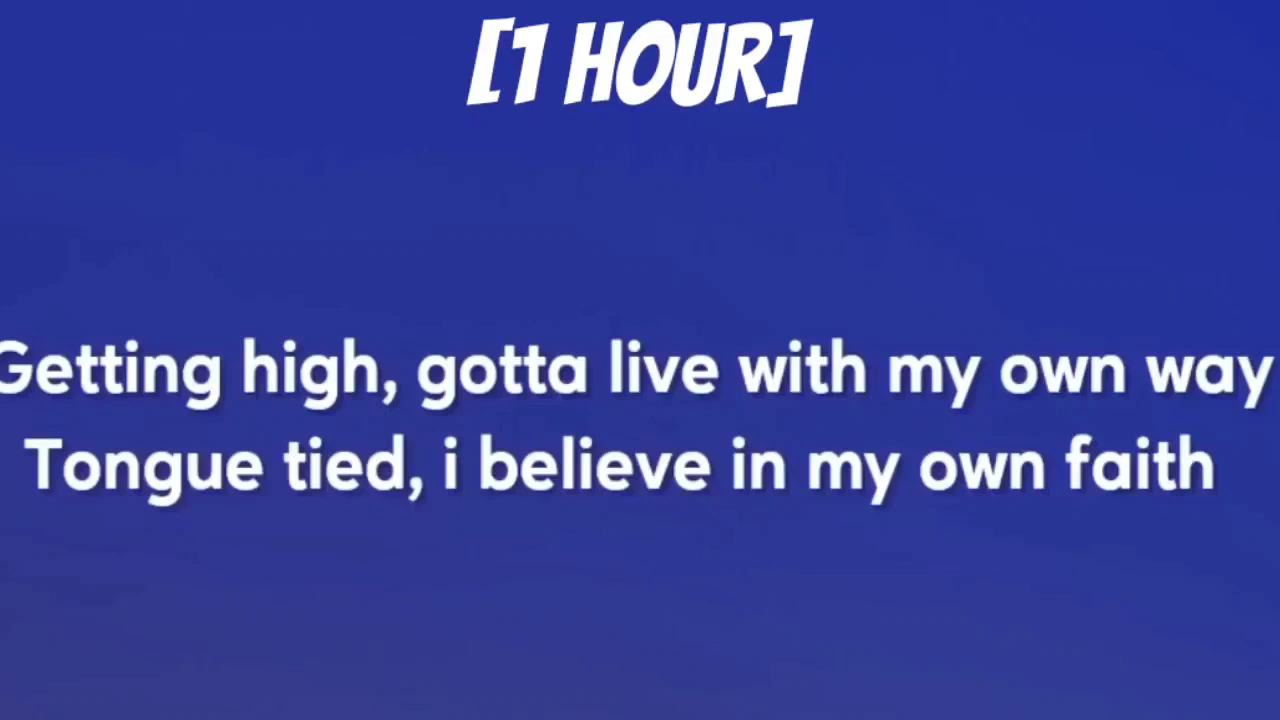 [1 HOUR]
Getting high, gotta live with my own way
Tongue tied, i believe in my own faith